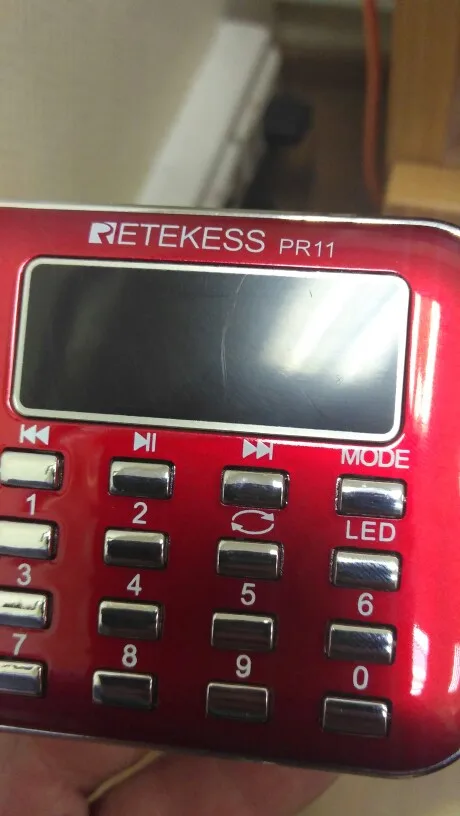 RETEKESS PR11
MODE
1 2 LED
3 4 5 6
7 8 9 0